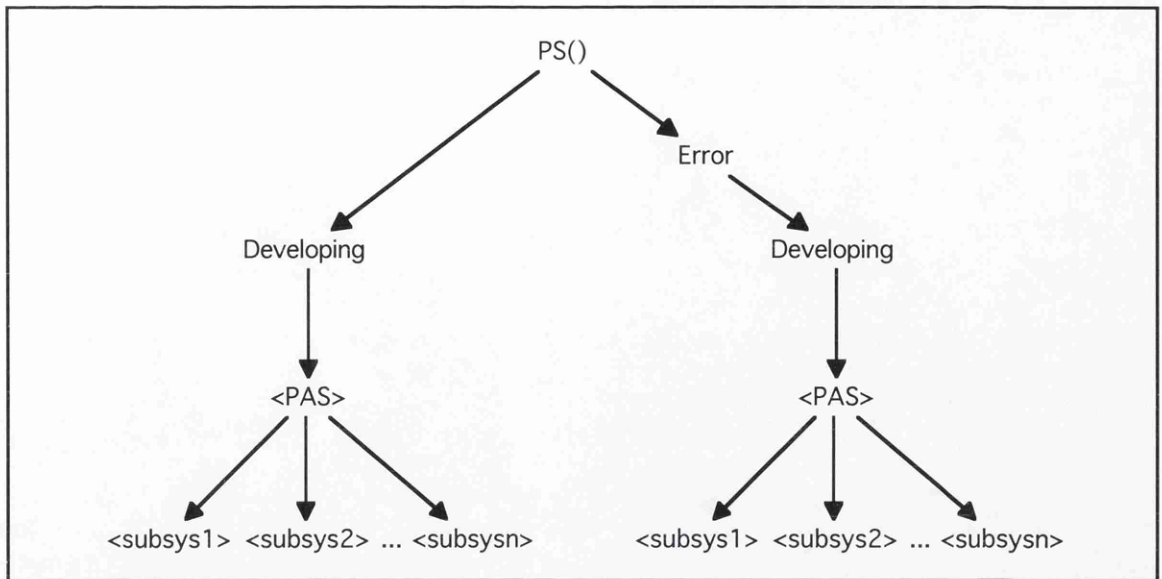 PS()
Error
Developing Developing
<PAS> <PAS>
<subsys1> <subsys2> ... <subsysn> <subsys1> <subsys2> ... <subsysn>